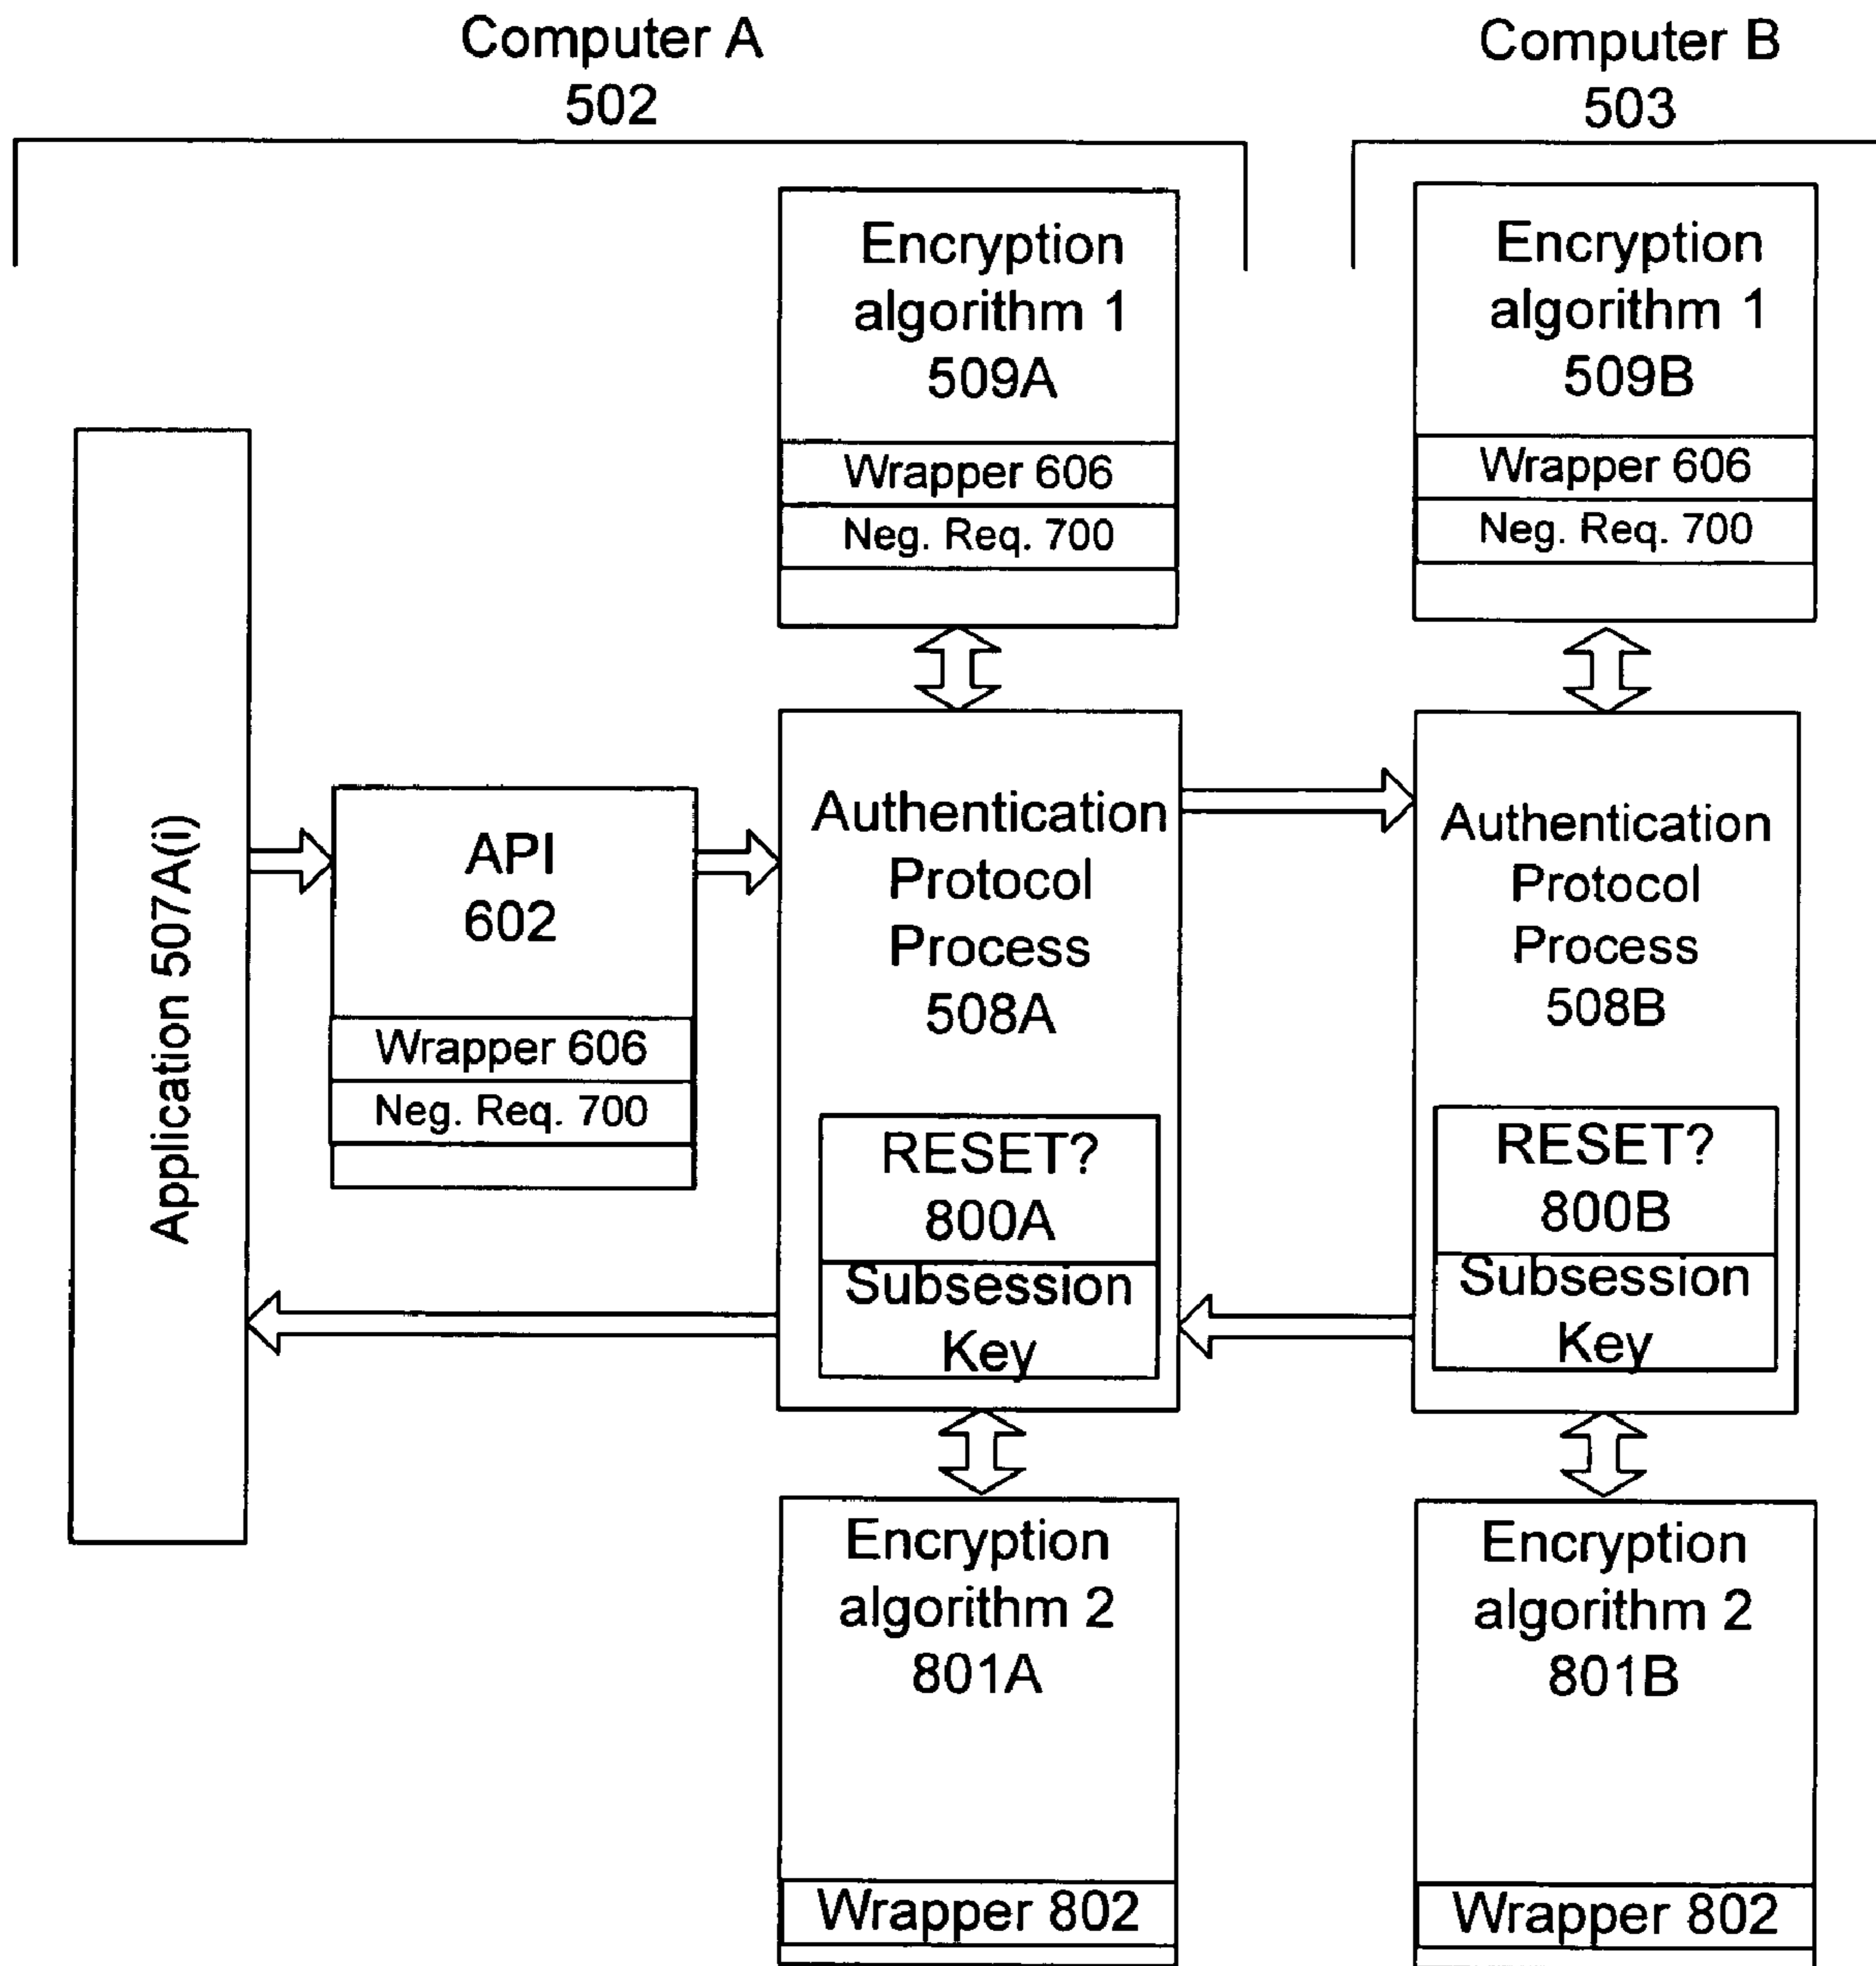 Computer A
502
Computer B
503
Encryption
algorithm 1
509A
Wrapper 606
Neg. Req. 700
Encryption
algorithm 1
509B
Wrapper 606
Neg. Req. 700
Application 507A(i)
API
602
Wrapper 606
Neg. Req. 700
Authentication
Protocol
Process
508A
RESET?
800A
Subsession
Key
Authentication
Protocol
Process
508B
RESET?
800B
Subsession
Key
Encryption
algorithm 2
801A
Wrapper 802
Encryption
algorithm 2
801B
Wrapper 802